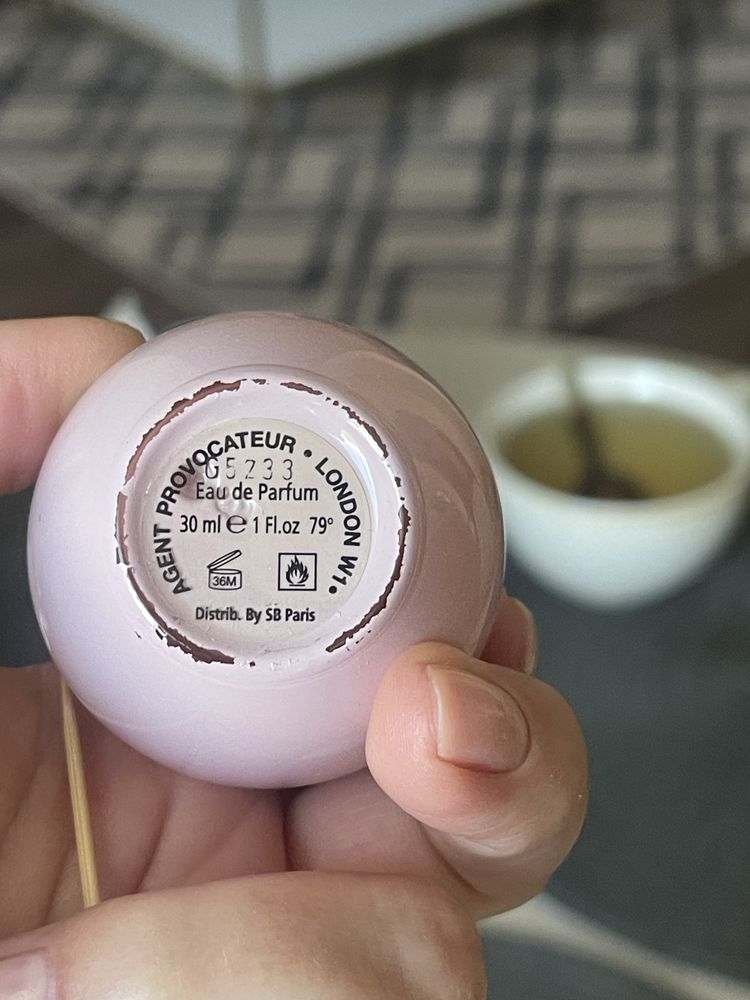 AGENT PROVOCATEUR • LONDON W1 •
G5233
Eau de Parfum
30 ml e 1 Fl.oz 79°
36M
Distrib. By SB Paris